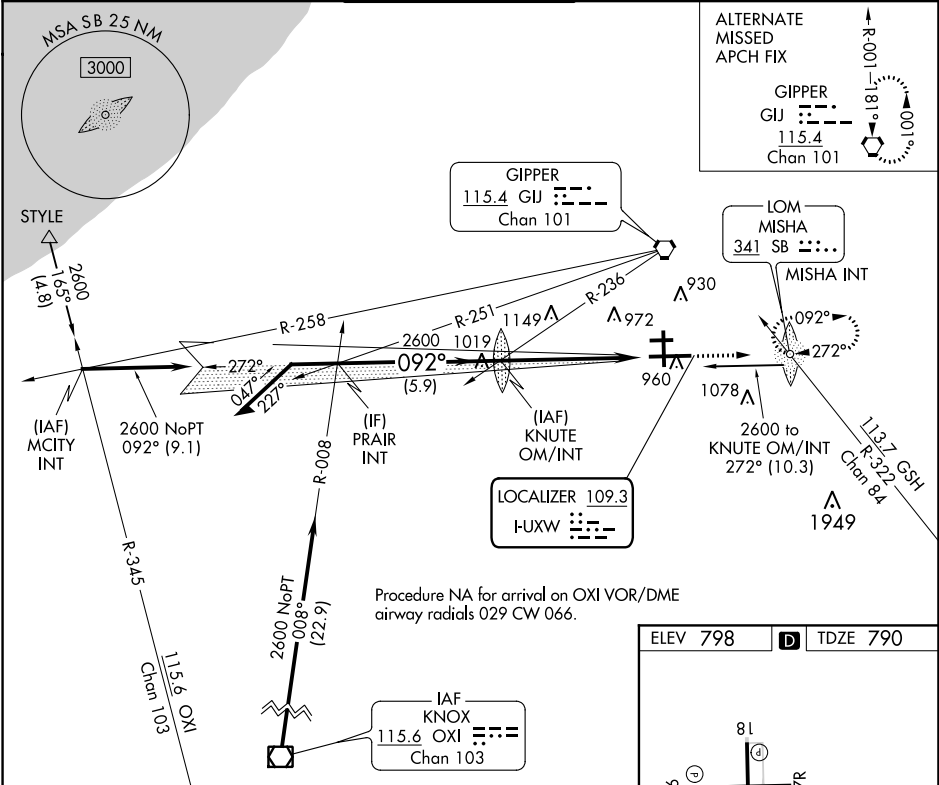 MSA SB 25 NM
3000
ALTERNATE
MISSED
APCH FIX
GIPPER
GIJ
115.4
Chan 101
R-001
181°
001°
GIPPER
115.4 GIJ
Chan 101
LOM
MISHA
341 SB
MISHA INT
STYLE
2600
165°
(4.8)
R-258
R-251
R-236
1149
972
930
2600
1019
092°
(5.9)
272°
047°
227°
960
092°
272°
1078
(IAF)
MCITY
INT
2600 NoPT
092° (9.1)
(IF)
PRAIR
INT
(IAF)
KNUTE
OM/INT
2600 to
KNUTE OM/INT
272° (10.3)
113.7 GSH
R-322
Chan 84
1949
LOCALIZER 109.3
I-UXW
R-008
R-345
115.6 OXI
Chan 103
2600 NoPT
008°
(22.9)
Procedure NA for arrival on OXI VOR/DME
airway radials 029 CW 066.
IAF
KNOX
115.6 OXI
Chan 103
ELEV 798
D
TDZE 790
18
P
P